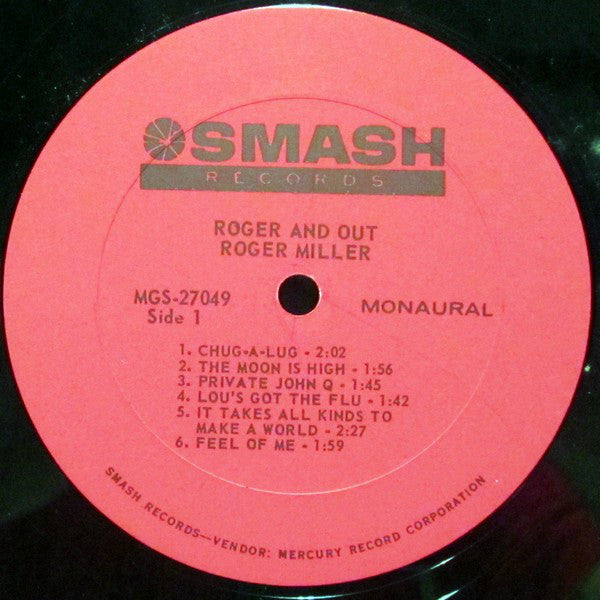 SMASH
RECORDS
ROGER AND OUT
ROGER MILLER
MGS-27049
Side 1
MONAURAL
1. CHUG-A-LUG - 2:02
2. THE MOON IS HIGH - 1:56
3. PRIVATE JOHN Q - 1:45
4. LOU'S GOT THE FLU - 1:42
5. IT TAKES ALL KINDS TO
MAKE A WORLD - 2:27
6. FEEL OF ME - 1:59
SMASH RECORDS—VENDOR: MERCURY RECORD CORPORATION